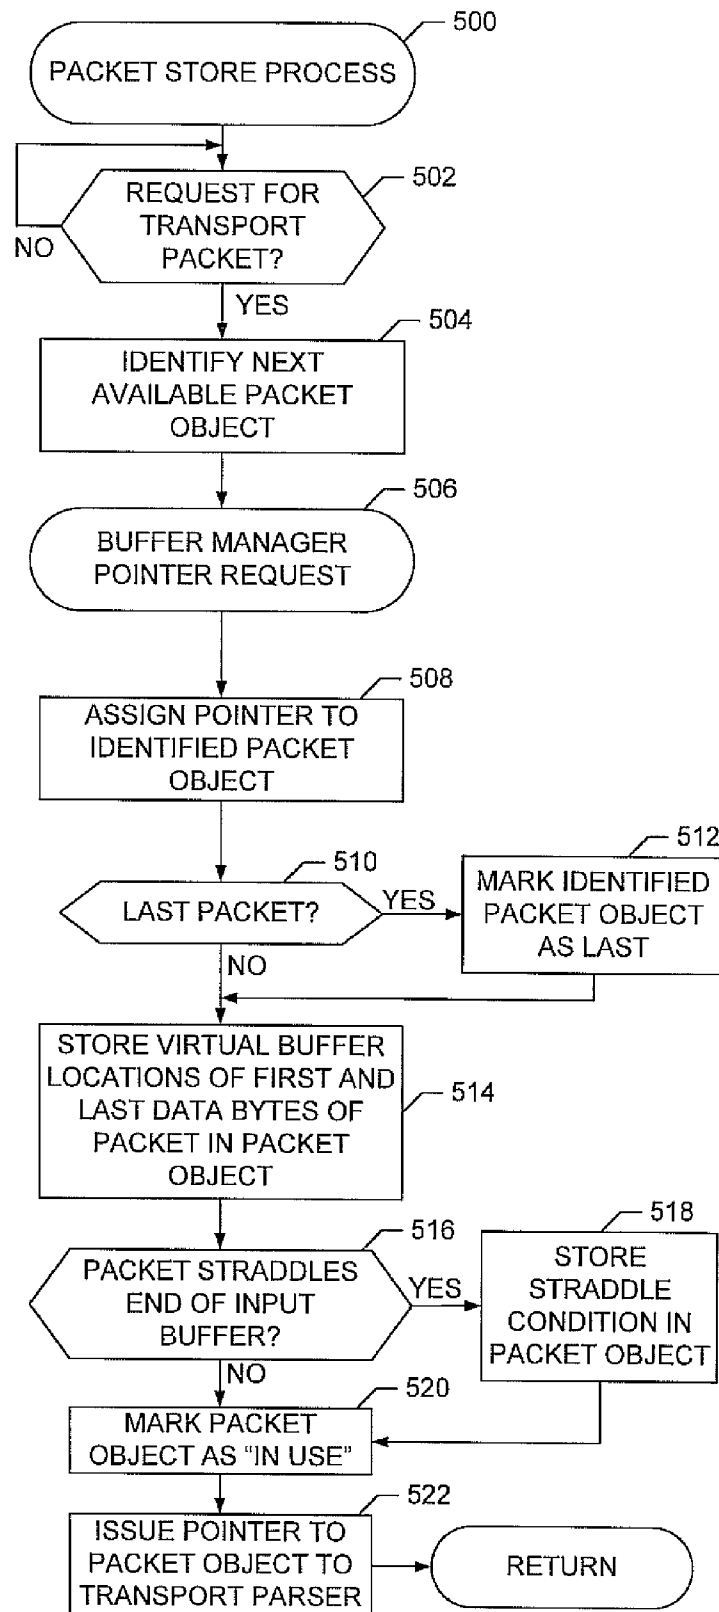 500
PACKET STORE PROCESS
502
REQUEST FOR
TRANSPORT
PACKET?
NO
YES
504
IDENTIFY NEXT
AVAILABLE PACKET
OBJECT
506
BUFFER MANAGER
POINTER REQUEST
508
ASSIGN POINTER TO
IDENTIFIED PACKET
OBJECT
510
LAST PACKET?
YES
512
MARK IDENTIFIED
PACKET OBJECT
AS LAST
NO
STORE VIRTUAL BUFFER
LOCATIONS OF FIRST AND
LAST DATA BYTES OF
PACKET IN PACKET
OBJECT
514
516
PACKET STRADDLES
END OF INPUT
BUFFER?
YES
518
STORE
STRADDLE
CONDITION IN
PACKET OBJECT
NO
520
MARK PACKET
OBJECT AS “IN USE”
522
ISSUE POINTER TO
PACKET OBJECT TO
TRANSPORT PARSER
RETURN